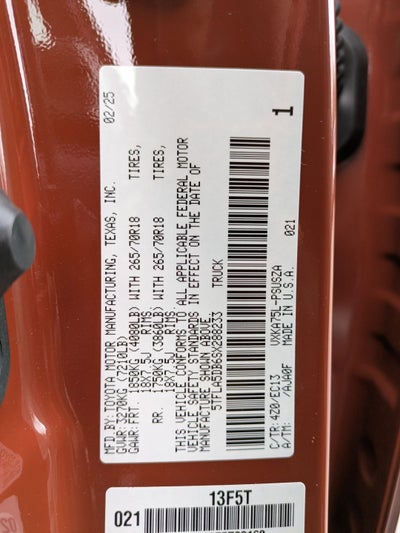 MFD BY: TOYOTA MOTOR MANUFACTURING, TEXAS, INC. 02/25
GVWR: 3270KG (7210LB)
GAWR: FRT. 1850KG (4080LB) WITH 265/70R18 TIRES,
18X7.5J RIMS
RR. 1750KG (3860LB) WITH 265/70R18 TIRES,
18X7.5J RIMS
THIS VEHICLE CONFORMS TO ALL APPLICABLE FEDERAL MOTOR
VEHICLE SAFETY STANDARDS IN EFFECT ON THE DATE OF
MANUFACTURE SHOWN ABOVE.
5TFLA5DB6SX288233 TRUCK
021
C/TR: 4Z0/EC13 VXKA75L-PSUSZA
A/TM: /AJA0F MADE IN U.S.A.
1
13F5T
021